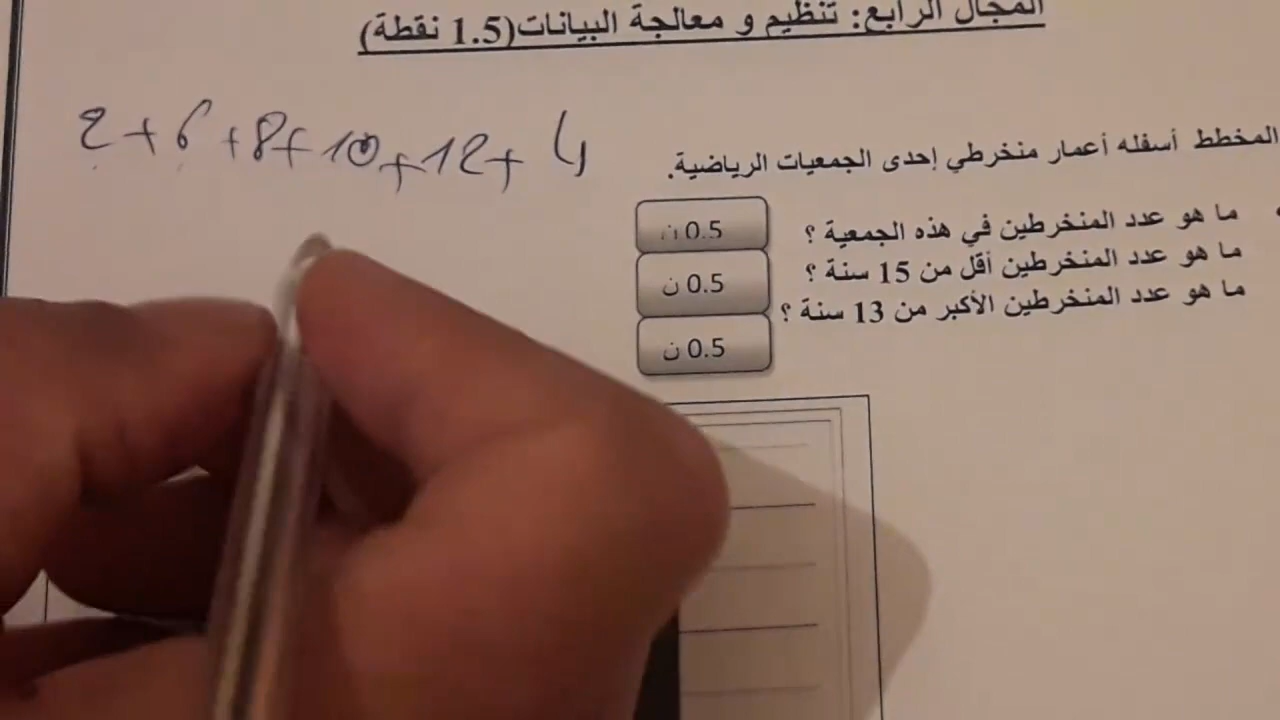 المجال الرابع: تنظيم و معالجة البيانات(1.5 نقطة)
2+6+8+10+12+4
المخطط أسفله أعمار منخرطي إحدى الجمعيات الرياضية.
ما هو عدد المنخرطين في هذه الجمعية ؟
0.5 ن
ما هو عدد المنخرطين أقل من 15 سنة ؟
0.5 ن
ما هو عدد المنخرطين الأكبر من 13 سنة ؟
0.5 ن